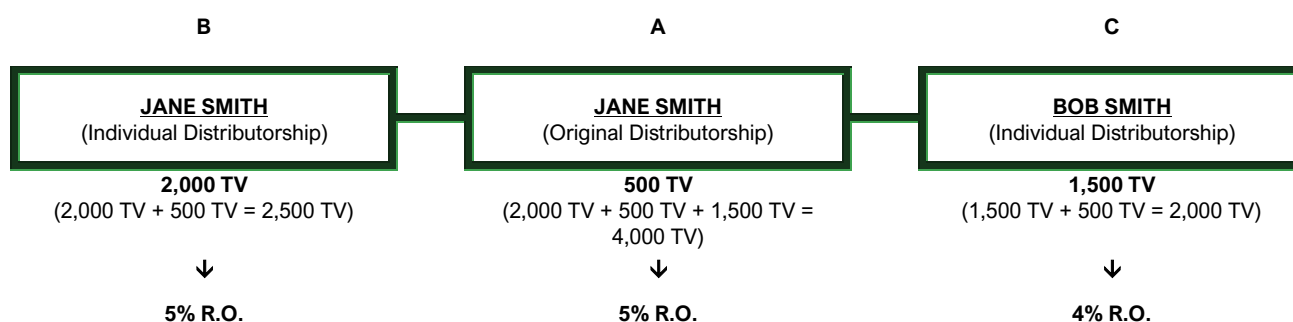 B
A
C
JANE SMITH
(Individual Distributorship)
JANE SMITH
(Original Distributorship)
BOB SMITH
(Individual Distributorship)
2,000 TV
(2,000 TV + 500 TV = 2,500 TV)
500 TV
(2,000 TV + 500 TV + 1,500 TV =
4,000 TV)
1,500 TV
(1,500 TV + 500 TV = 2,000 TV)
5% R.O.
5% R.O.
4% R.O.